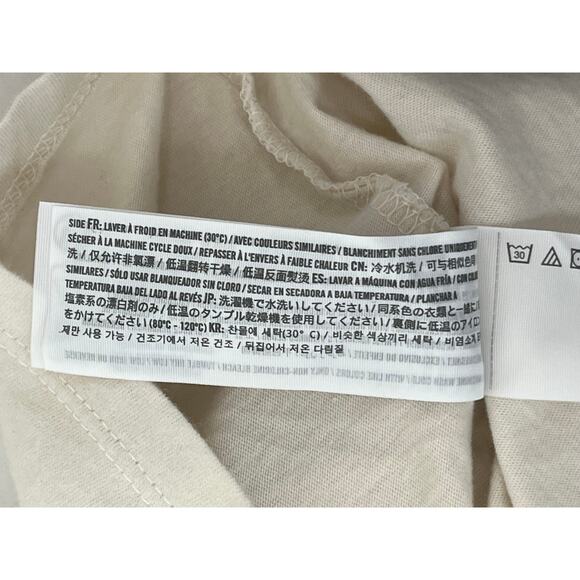 SIDE FR: LAVER À FROID EN MACHINE (30°C) / AVEC COULEURS SIMILAIRES / BLANCHIMENT SANS CHLORE UNIQUEMENT
SÉCHER À LA MACHINE CYCLE DOUX / REPASSER À L'ENVERS À FAIBLE CHALEUR CN: 冷水机洗 / 可与相似色
洗 / 仅允许非氧漂 / 低温翻转干燥 / 低温反面熨烫 ES: LAVAR A MÁQUINA CON AGUA FRÍA / CON
SIMILARES / SÓLO USAR BLANQUEADOR SIN CLORO / SECAR EN SECADORA A BAJA TEMPERATURA / PLANCHAR A
TEMPERATURA BAJA DEL LADO AL REVÉS JP: 洗濯機で水洗いしてください / 同系色の衣類と一緒に
塩素系の漂白剤のみ / 低温のタンブル乾燥機を使用してください / 裏側に低温のアイロ
をかけてください (80°C - 120°C) KR: 찬물에 세탁(30° C) / 비슷한 색상끼리 세탁 / 비염소계
제만 사용 가능 / 건조기에서 저온 건조 / 뒤집어서 저온 다림질
30